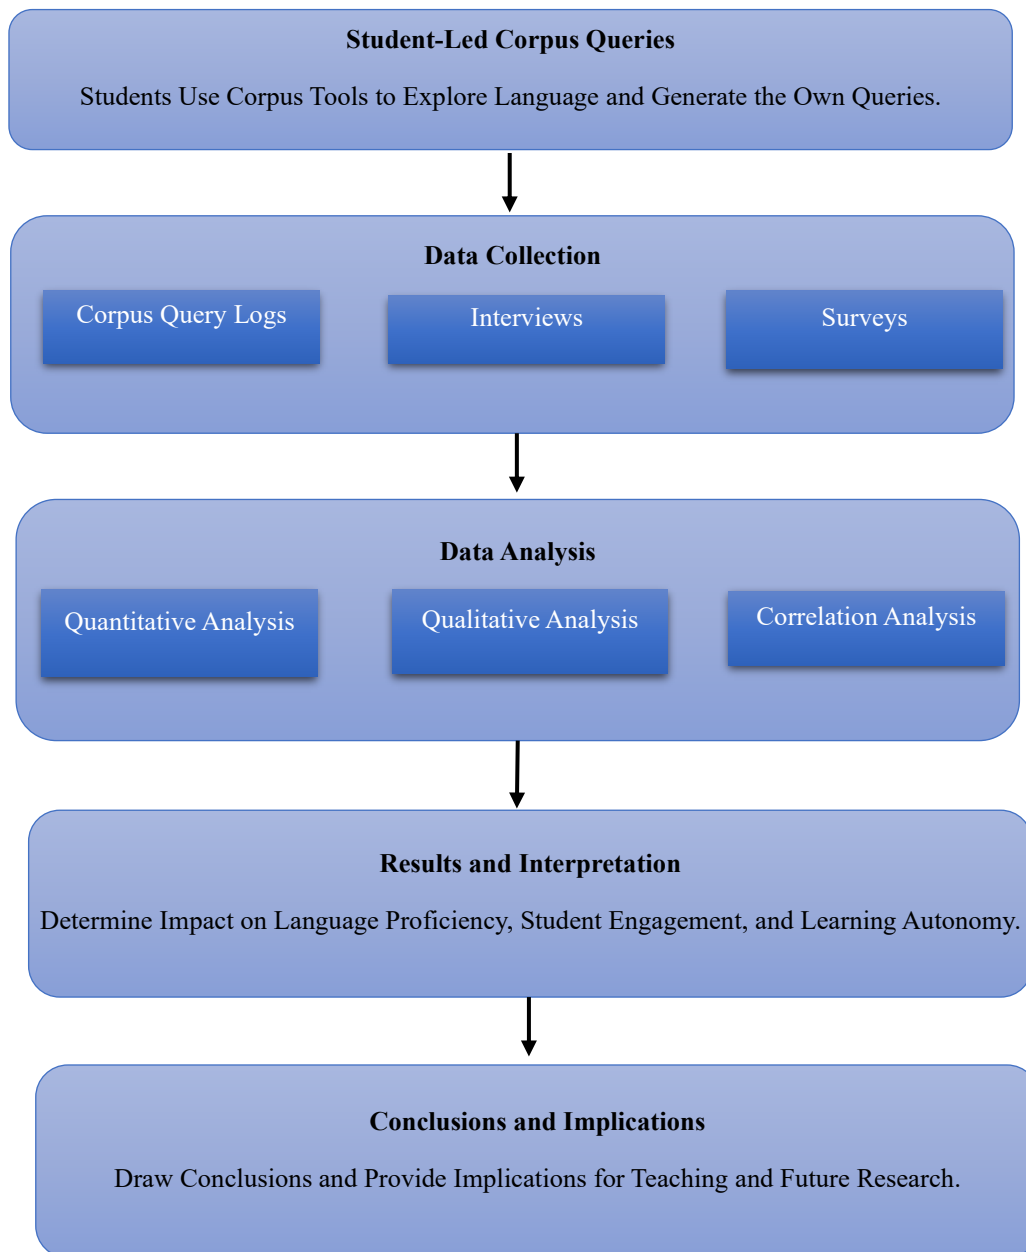 Student-Led Corpus Queries
Students Use Corpus Tools to Explore Language and Generate the Own Queries.
Data Collection
Corpus Query Logs
Interviews
Surveys
Data Analysis
Quantitative Analysis
Qualitative Analysis
Correlation Analysis
Results and Interpretation
Determine Impact on Language Proficiency, Student Engagement, and Learning Autonomy.
Conclusions and Implications
Draw Conclusions and Provide Implications for Teaching and Future Research.